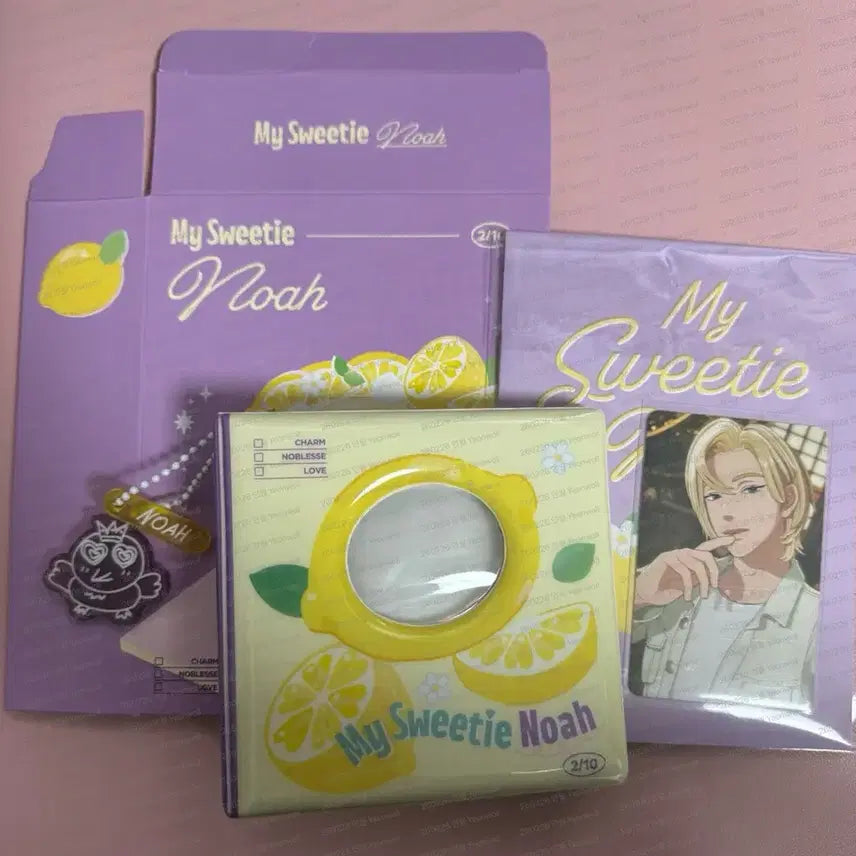 My Sweetie Noah
My Sweetie
2/10
Noah
My
Sweetie
NOAH
CHARM
NOBLESSE
LOVE
CHARM
NOBLESSE
LOVE
My Sweetie Noah
2/10